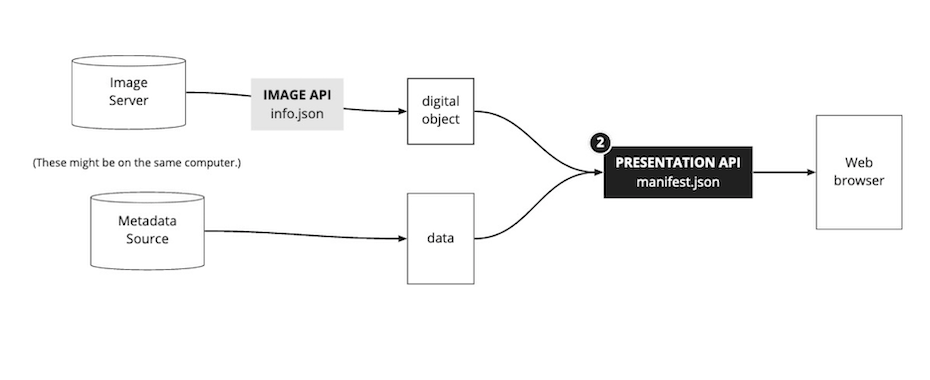 Image
Server
IMAGE API
info.json
digital
object
(These might be on the same computer.)
2
PRESENTATION API
manifest.json
Web
browser
Metadata
Source
data